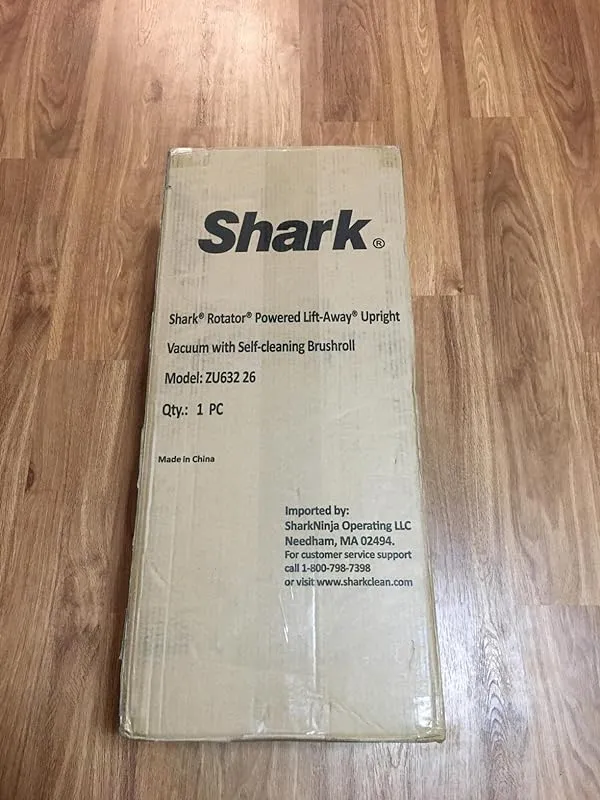 Shark®
Shark® Rotator® Powered Lift-Away® Upright
Vacuum with Self-cleaning Brushroll
Model: ZU632 26
Qty.: 1 PC
Made in China
Imported by:
SharkNinja Operating LLC
Needham, MA 02494.
For customer service support
call 1-800-798-7398
or visit www.sharkclean.com